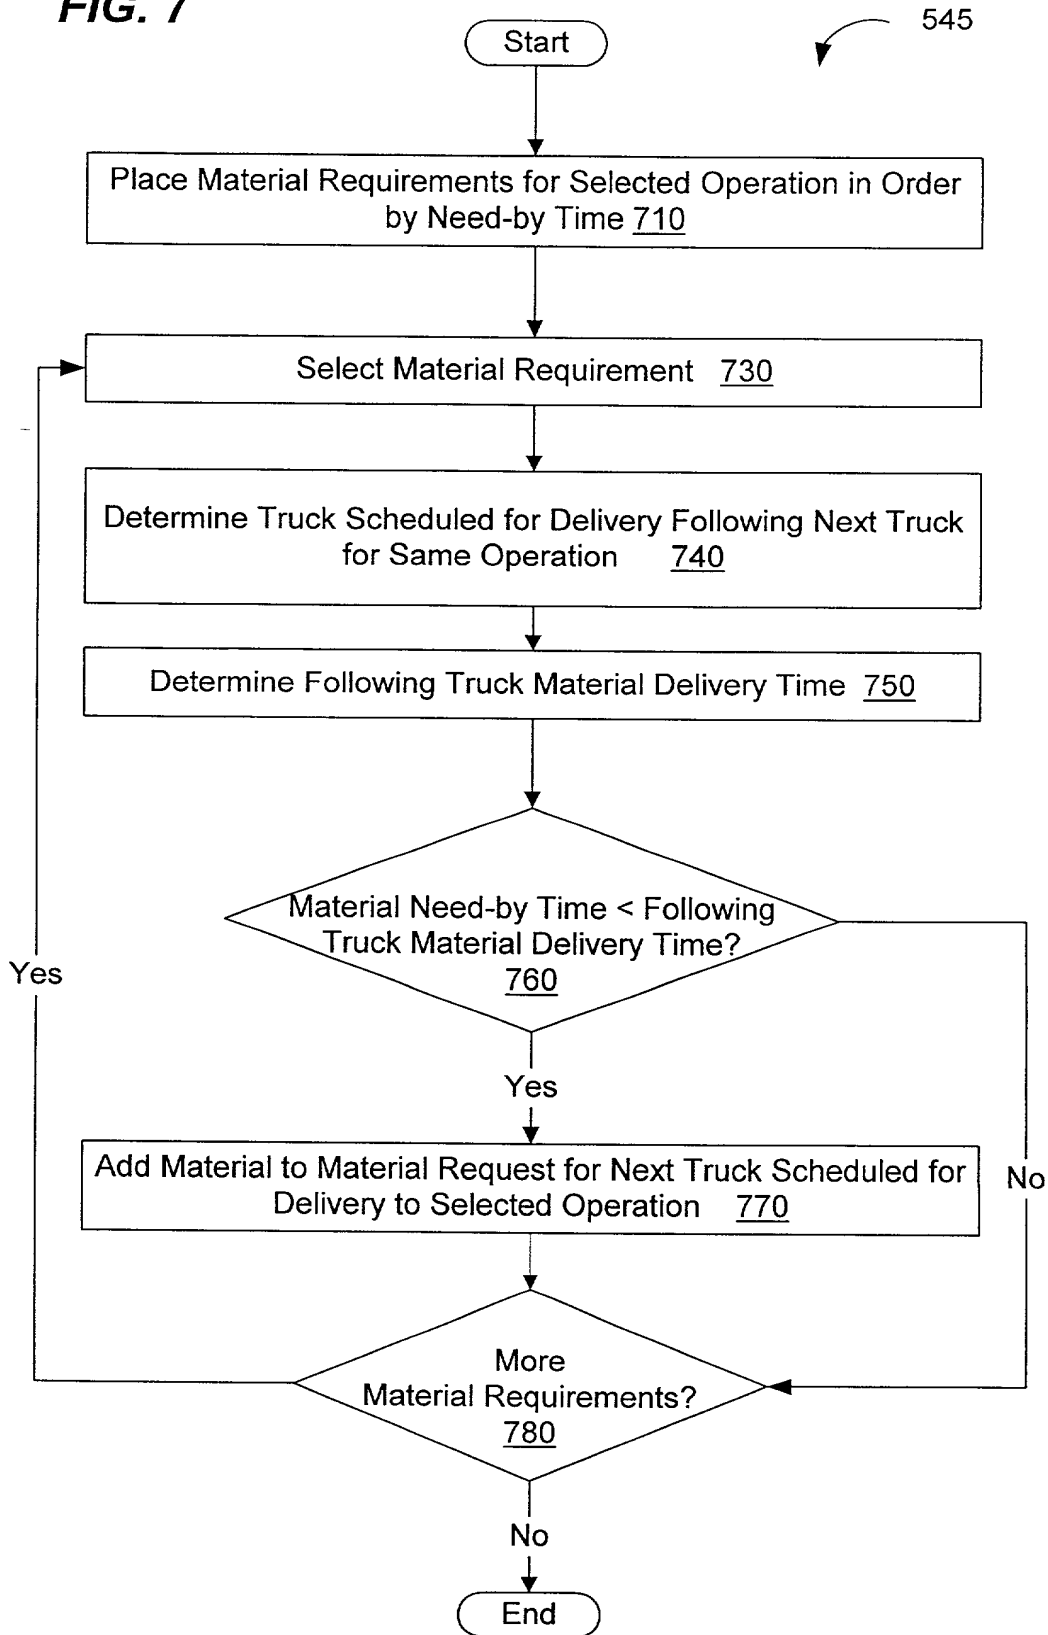 FIG. 7
545
Start
Place Material Requirements for Selected Operation in Order
by Need-by Time 710
Select Material Requirement 730
Determine Truck Scheduled for Delivery Following Next Truck
for Same Operation 740
Determine Following Truck Material Delivery Time 750
Material Need-by Time < Following
Truck Material Delivery Time?
760
Yes
Yes
Add Material to Material Request for Next Truck Scheduled for
Delivery to Selected Operation 770
No
More
Material Requirements?
780
No
End